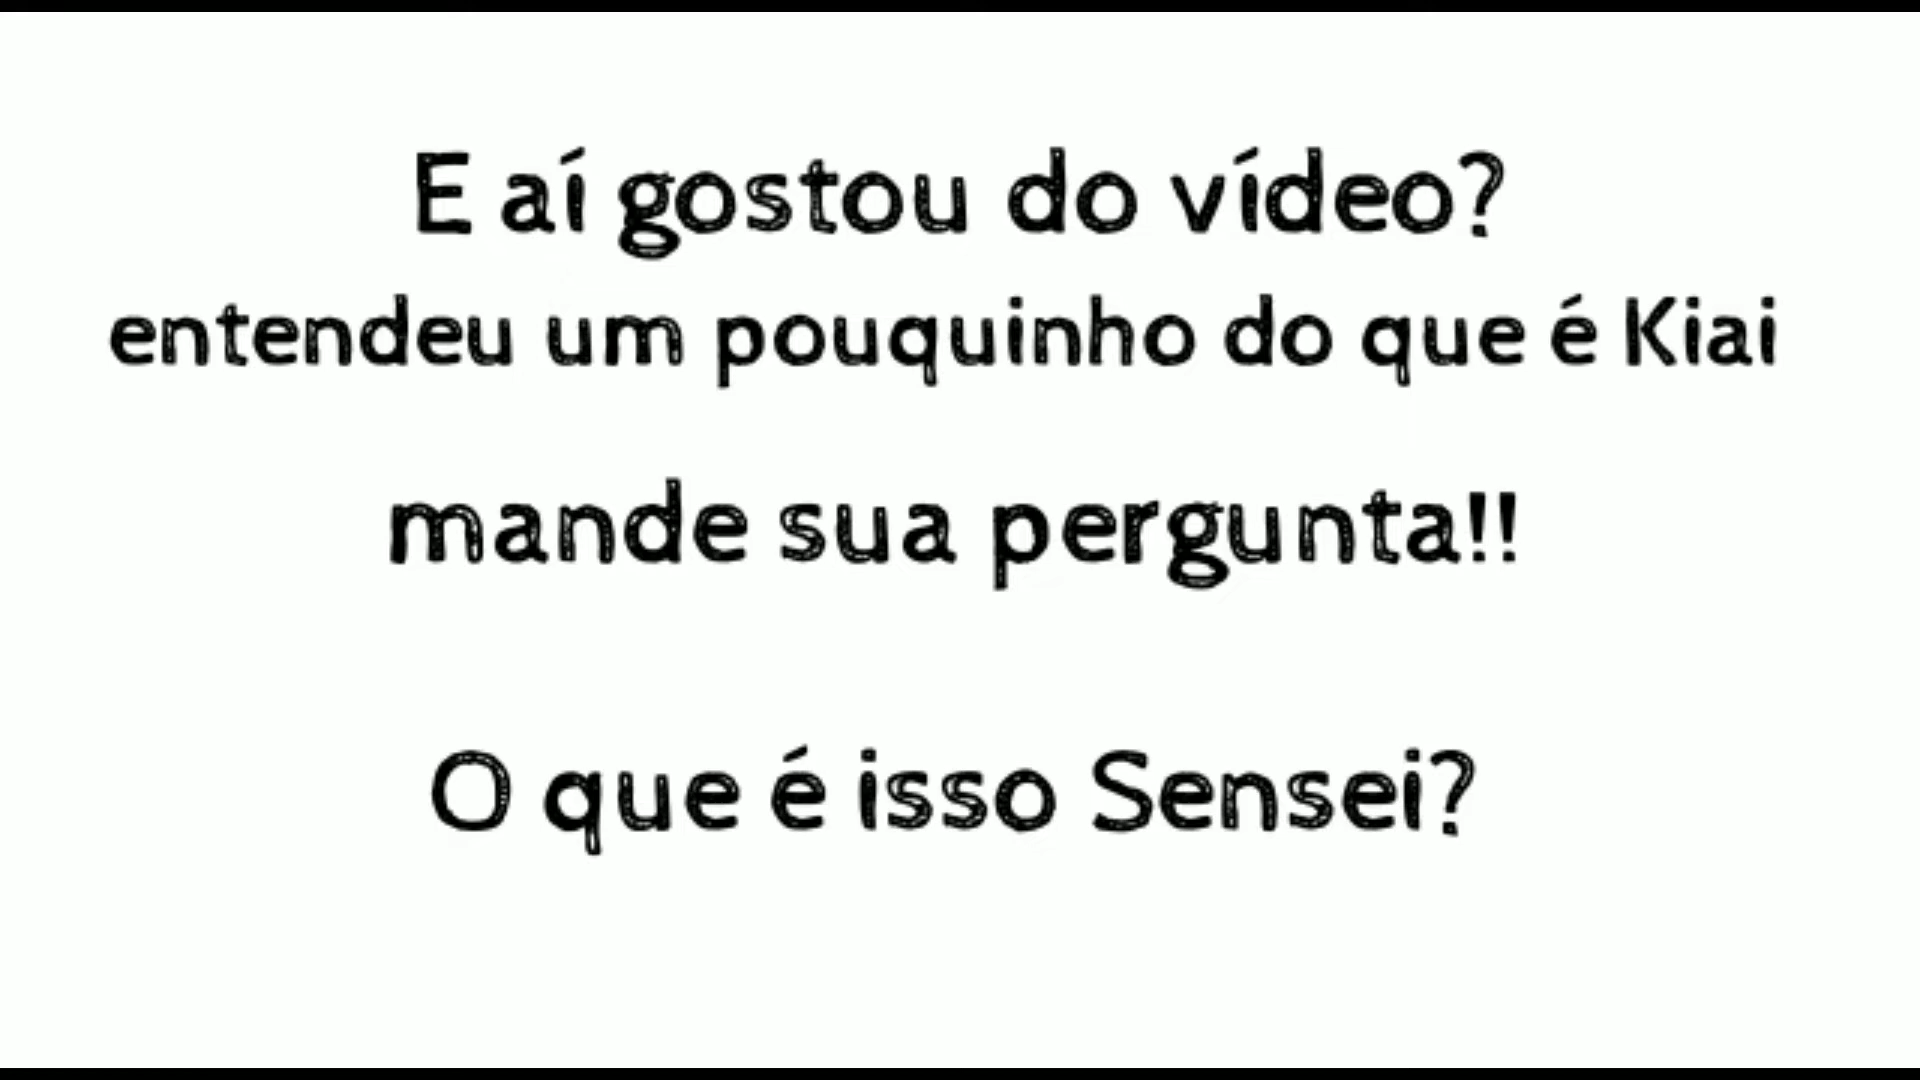 E aí gostou do vídeo?
entendeu um pouquinho do que é Kiai
mande sua pergunta!!
O que é isso Sensei?